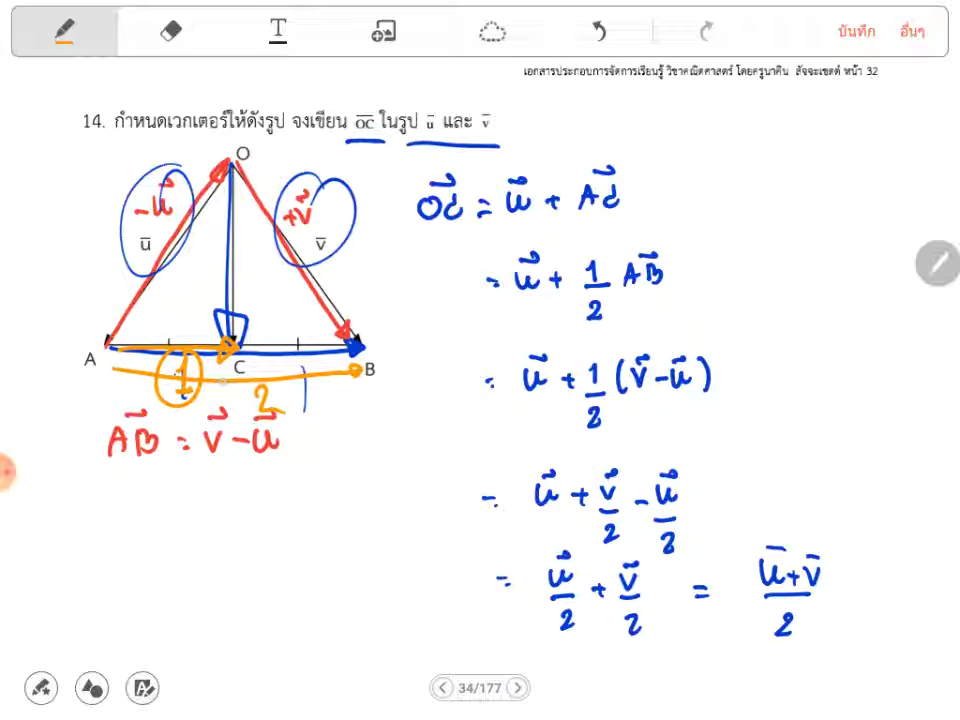 T
บันทึก อื่นๆ
เอกสารประกอบการจัดการเรียนรู้ วิชาคณิตศาสตร์ โดยครูนาคิน สัจจะเขตต์ หน้า 32
14. กำหนดเวกเตอร์ให้ดังรูป จงเขียน O̅C̅ ในรูป u̅ และ v̅
O
-u⃗ +v⃗
u̅ v̅
A C B
1 2
AB⃗ = v⃗ - u⃗
OC⃗ = u⃗ + AC⃗
= u⃗ + 1/2 AB⃗
= u⃗ + 1/2 (v⃗ - u⃗)
= u⃗ + v⃗/2 - u⃗/2
= u⃗/2 + v⃗/2 = (u̅ + v̅)/2
34/177